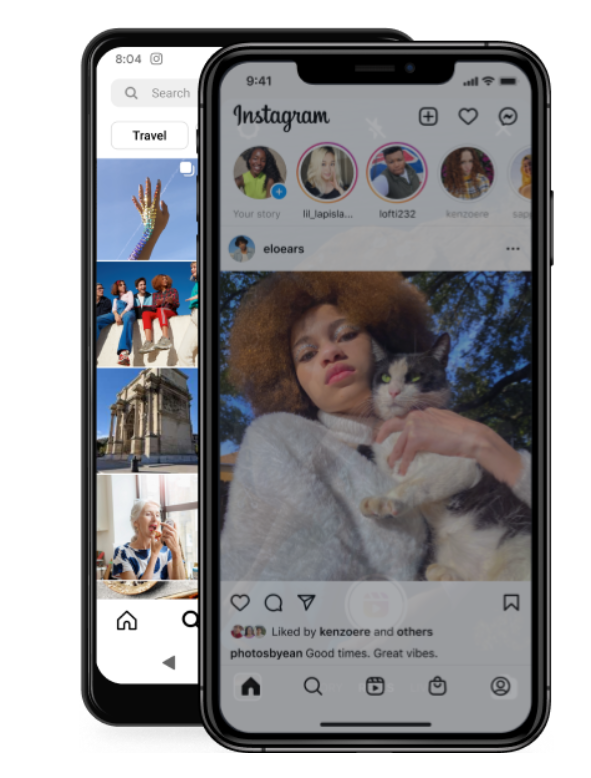 8:04
Search
Travel
9:41
Instagram
Your story
lil_lapisla...
lofti232
kenzoere
sapp
eloears
Liked by kenzoere and others
photosbyean Good times. Great vibes.